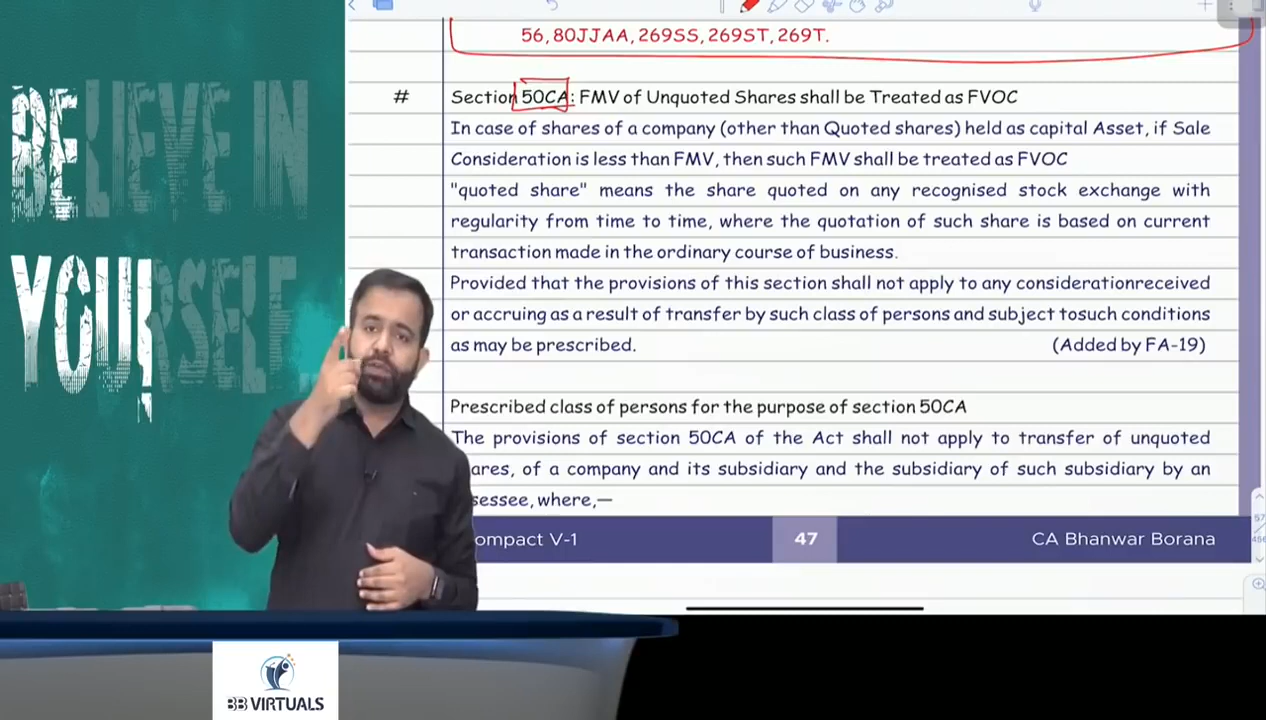 BELIEVE IN
YOURSELF
56, 80JJAA, 269SS, 269ST, 269T.
# Section 50CA: FMV of Unquoted Shares shall be Treated as FVOC
In case of shares of a company (other than Quoted shares) held as capital Asset, if Sale
Consideration is less than FMV, then such FMV shall be treated as FVOC
"quoted share" means the share quoted on any recognised stock exchange with
regularity from time to time, where the quotation of such share is based on current
transaction made in the ordinary course of business.
Provided that the provisions of this section shall not apply to any considerationreceived
or accruing as a result of transfer by such class of persons and subject tosuch conditions
as may be prescribed. (Added by FA-19)
Prescribed class of persons for the purpose of section 50CA
The provisions of section 50CA of the Act shall not apply to transfer of unquoted
ares, of a company and its subsidiary and the subsidiary of such subsidiary by an
sessee, where,—
ompact V-1 47 CA Bhanwar Borana
BB VIRTUALS